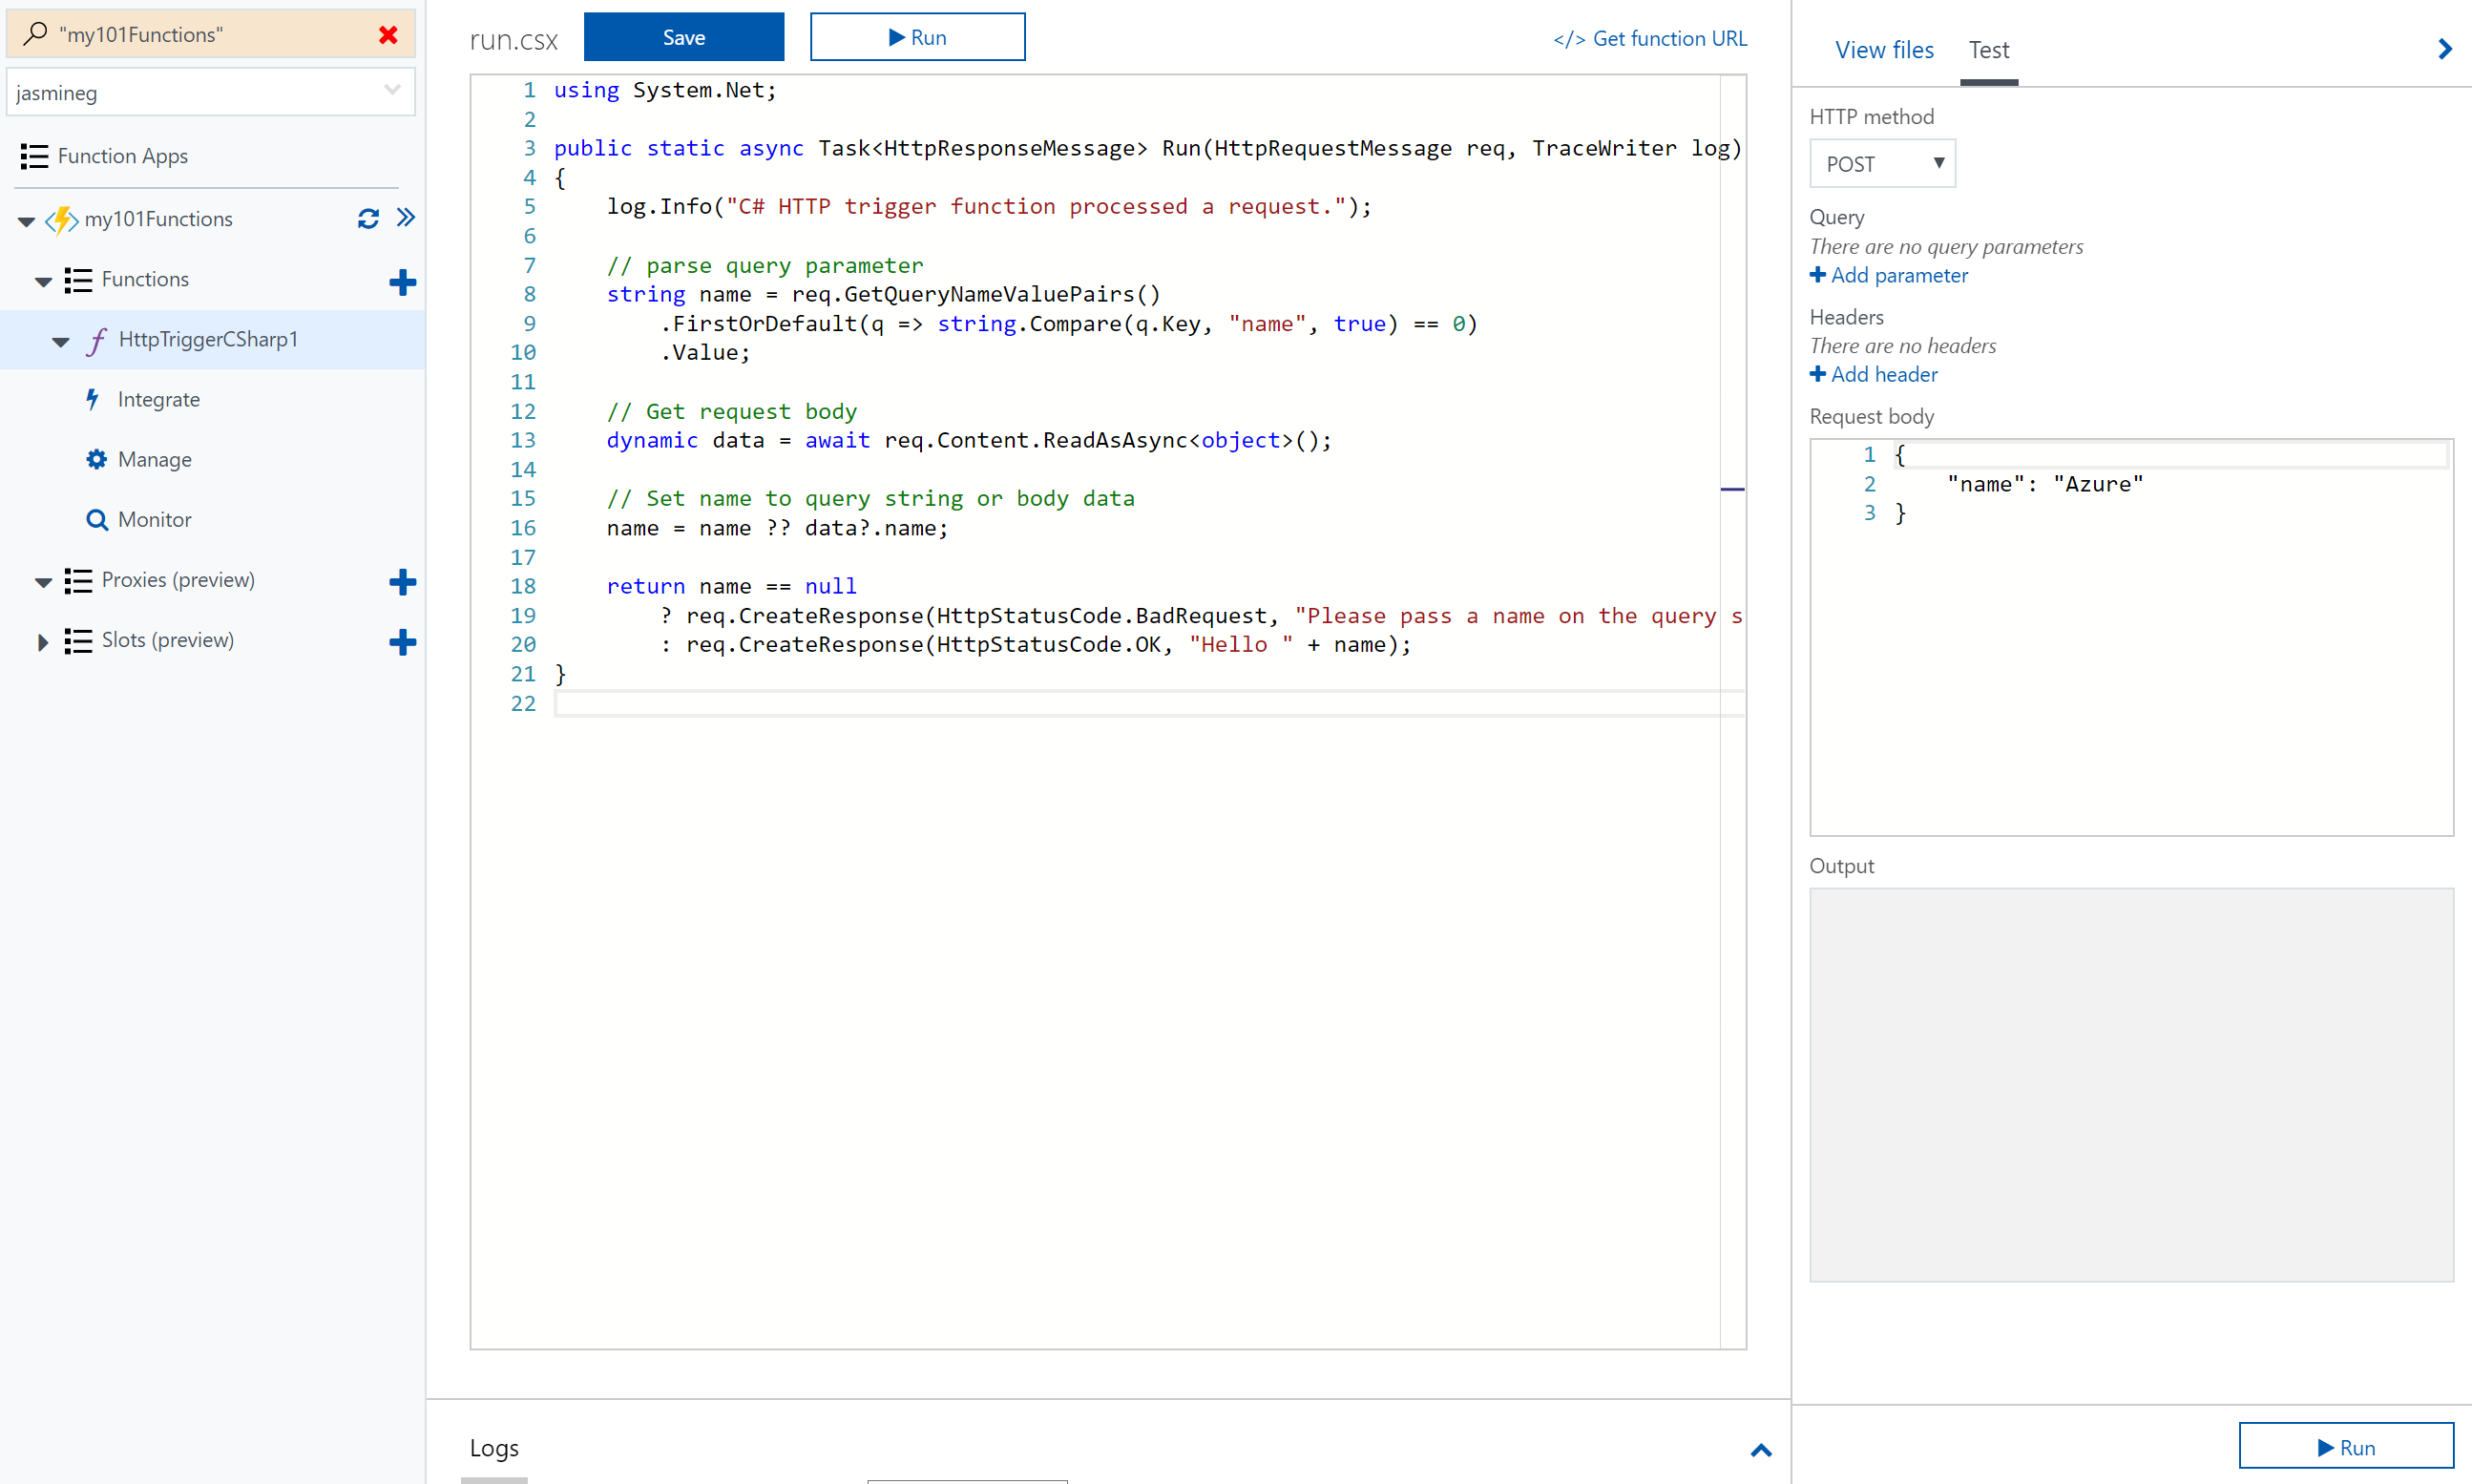 "my101Functions"
jasmineg
Function Apps
my101Functions
Functions
HttpTriggerCSharp1
Integrate
Manage
Monitor
Proxies (preview)
Slots (preview)
run.csx
Save
Run
</> Get function URL
1 using System.Net;
2
3 public static async Task<HttpResponseMessage> Run(HttpRequestMessage req, TraceWriter log)
4 {
5     log.Info("C# HTTP trigger function processed a request.");
6
7     // parse query parameter
8     string name = req.GetQueryNameValuePairs()
9         .FirstOrDefault(q => string.Compare(q.Key, "name", true) == 0)
10         .Value;
11
12     // Get request body
13     dynamic data = await req.Content.ReadAsAsync<object>();
14
15     // Set name to query string or body data
16     name = name ?? data?.name;
17
18     return name == null
19         ? req.CreateResponse(HttpStatusCode.BadRequest, "Please pass a name on the query s
20         : req.CreateResponse(HttpStatusCode.OK, "Hello " + name);
21 }
22
Logs
View files
Test
HTTP method
POST
Query
There are no query parameters
Add parameter
Headers
There are no headers
Add header
Request body
1 {
2     "name": "Azure"
3 }
Output
Run